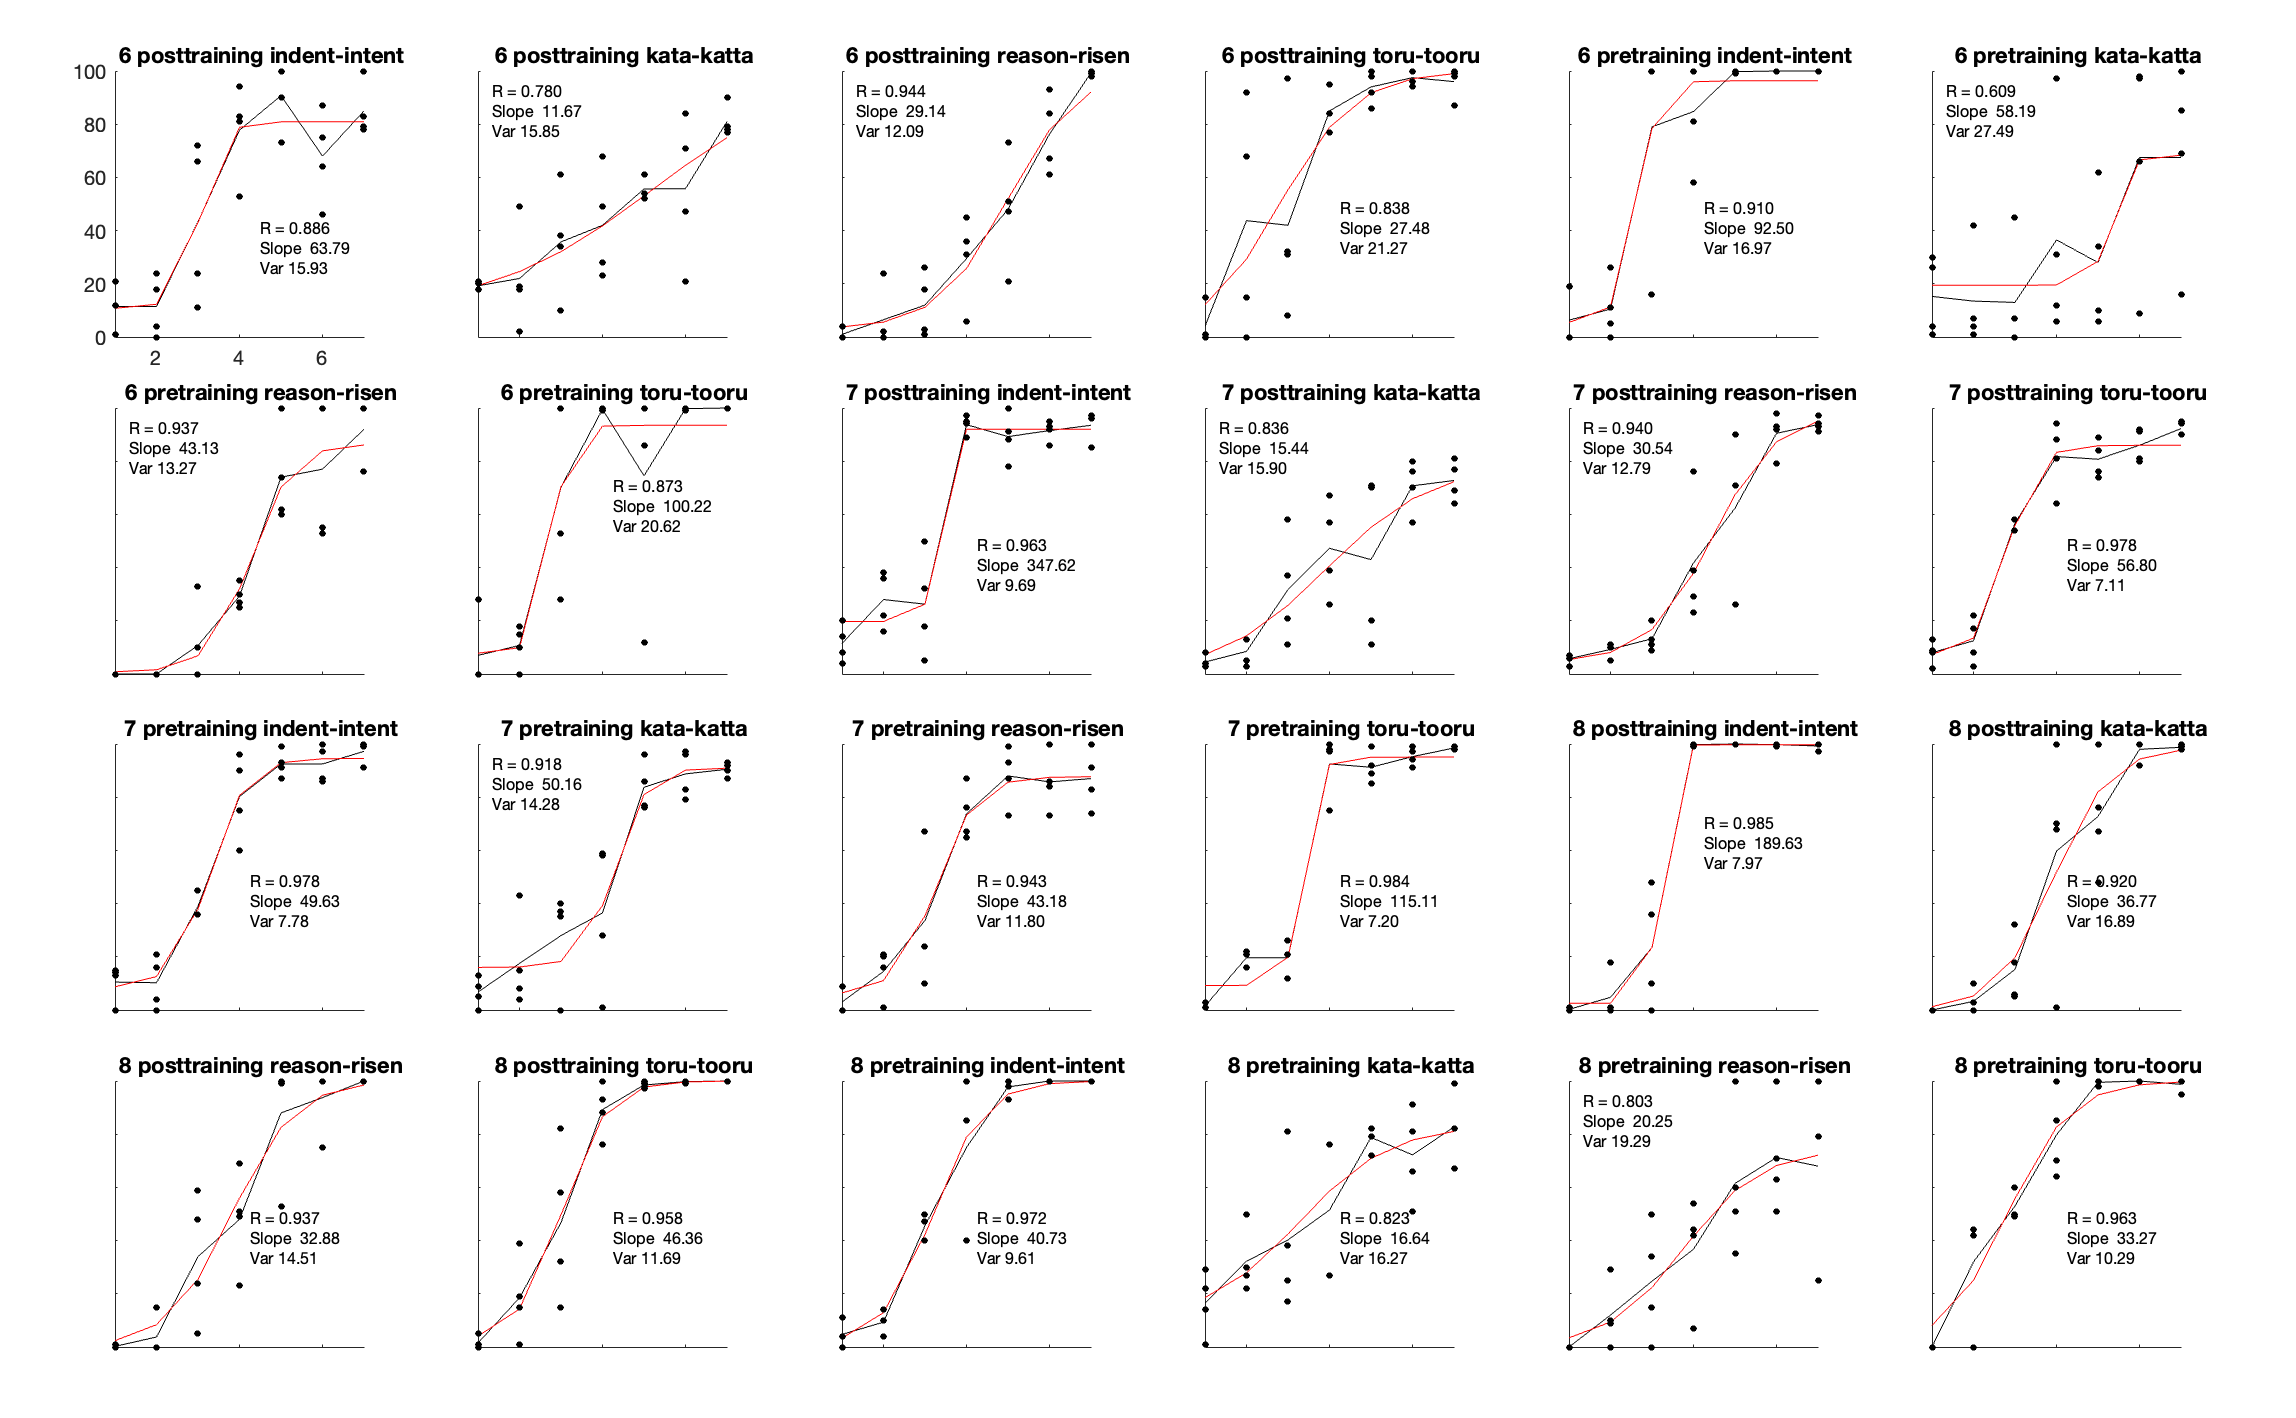 6 posttraining indent-intent
100
80
60
40
20
0
2
4
6
R = 0.886
Slope 63.79
Var 15.93
6 posttraining kata-katta
R = 0.780
Slope 11.67
Var 15.85
6 posttraining reason-risen
R = 0.944
Slope 29.14
Var 12.09
6 posttraining toru-tooru
R = 0.838
Slope 27.48
Var 21.27
6 pretraining indent-intent
R = 0.910
Slope 92.50
Var 16.97
6 pretraining kata-katta
R = 0.609
Slope 58.19
Var 27.49
6 pretraining reason-risen
R = 0.937
Slope 43.13
Var 13.27
6 pretraining toru-tooru
R = 0.873
Slope 100.22
Var 20.62
7 posttraining indent-intent
R = 0.963
Slope 347.62
Var 9.69
7 posttraining kata-katta
R = 0.836
Slope 15.44
Var 15.90
7 posttraining reason-risen
R = 0.940
Slope 30.54
Var 12.79
7 posttraining toru-tooru
R = 0.978
Slope 56.80
Var 7.11
7 pretraining indent-intent
R = 0.978
Slope 49.63
Var 7.78
7 pretraining kata-katta
R = 0.918
Slope 50.16
Var 14.28
7 pretraining reason-risen
R = 0.943
Slope 43.18
Var 11.80
7 pretraining toru-tooru
R = 0.984
Slope 115.11
Var 7.20
8 posttraining indent-intent
R = 0.985
Slope 189.63
Var 7.97
8 posttraining kata-katta
R = 0.920
Slope 36.77
Var 16.89
8 posttraining reason-risen
R = 0.937
Slope 32.88
Var 14.51
8 posttraining toru-tooru
R = 0.958
Slope 46.36
Var 11.69
8 pretraining indent-intent
R = 0.972
Slope 40.73
Var 9.61
8 pretraining kata-katta
R = 0.823
Slope 16.64
Var 16.27
8 pretraining reason-risen
R = 0.803
Slope 20.25
Var 19.29
8 pretraining toru-tooru
R = 0.963
Slope 33.27
Var 10.29